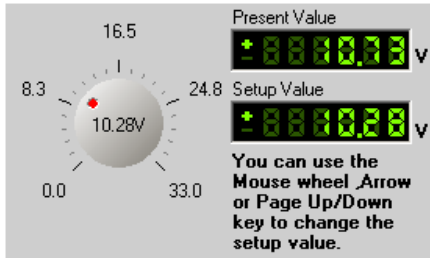 16.5
8.3
24.8
10.28V
0.0
33.0
Present Value
+10.73 V
Setup Value
+10.28 V
You can use the
Mouse wheel ,Arrow
or Page Up/Down
key to change the
setup value.